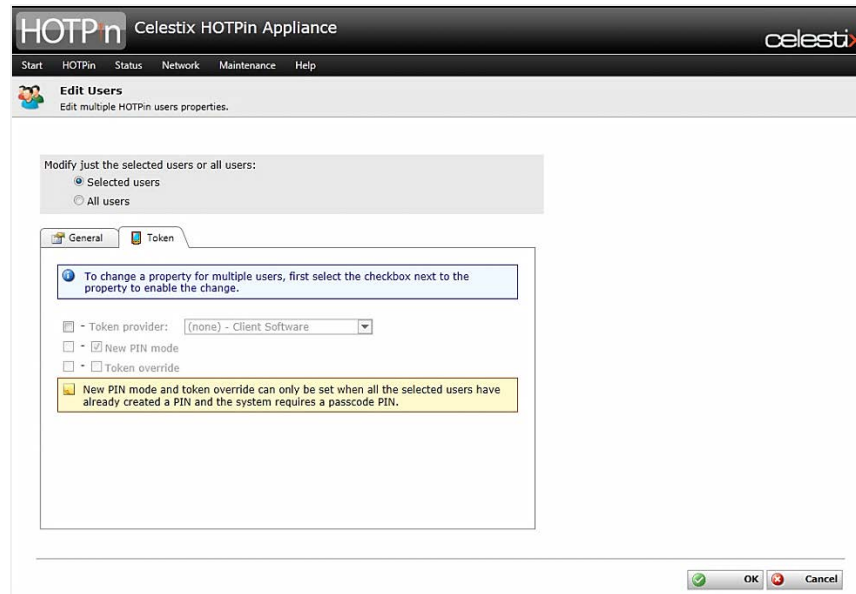 HOTPin Celestix HOTPin Appliance
celestix
Start HOTPin Status Network Maintenance Help
Edit Users
Edit multiple HOTPin users properties.
Modify just the selected users or all users:
Selected users
All users
General Token
To change a property for multiple users, first select the checkbox next to the
property to enable the change.
- Token provider: (none) - Client Software
- New PIN mode
- Token override
New PIN mode and token override can only be set when all the selected users have
already created a PIN and the system requires a passcode PIN.
OK Cancel